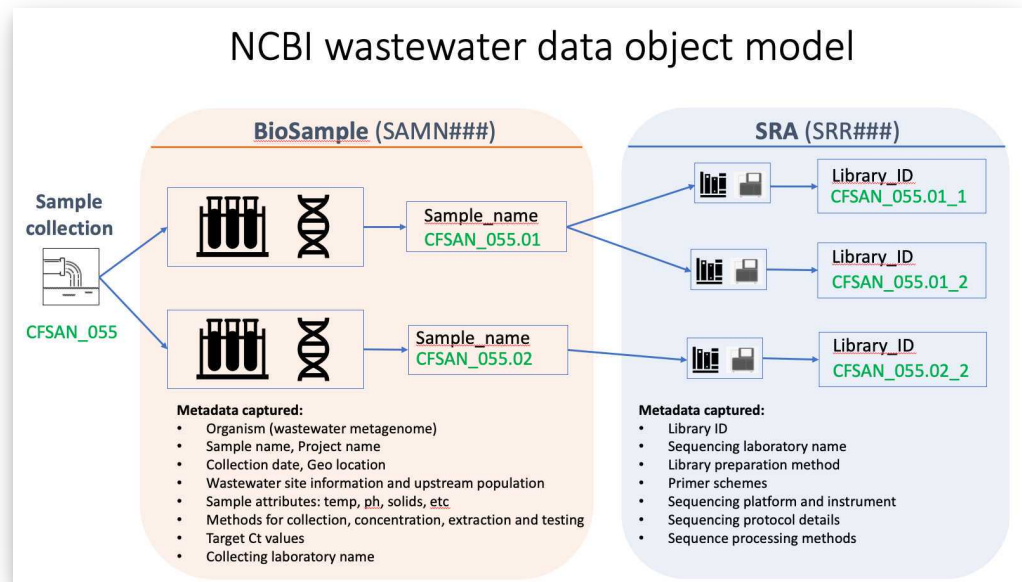 NCBI wastewater data object model
BioSample (SAMN###)
SRA (SRR###)
Sample
collection
CFSAN_055
Sample_name
CFSAN_055.01
Sample_name
CFSAN_055.02
Library_ID
CFSAN_055.01_1
Library_ID
CFSAN_055.01_2
Library_ID
CFSAN_055.02_2
Metadata captured:
• Organism (wastewater metagenome)
• Sample name, Project name
• Collection date, Geo location
• Wastewater site information and upstream population
• Sample attributes: temp, ph, solids, etc
• Methods for collection, concentration, extraction and testing
• Target Ct values
• Collecting laboratory name
Metadata captured:
• Library ID
• Sequencing laboratory name
• Library preparation method
• Primer schemes
• Sequencing platform and instrument
• Sequencing protocol details
• Sequence processing methods